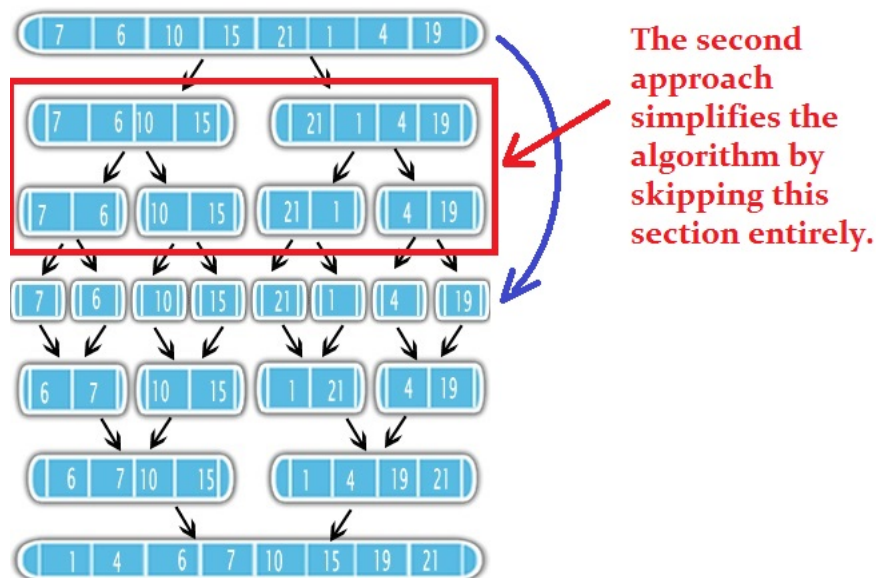 7 6 10 15 21 1 4 19
The second
approach
simplifies the
algorithm by
skipping this
section entirely.
7 6 10 15 21 1 4 19
7 6 10 15 21 1 4 19
7 6 10 15 21 1 4 19
6 7 10 15 1 21 4 19
6 7 10 15 1 4 19 21
1 4 6 7 10 15 19 21